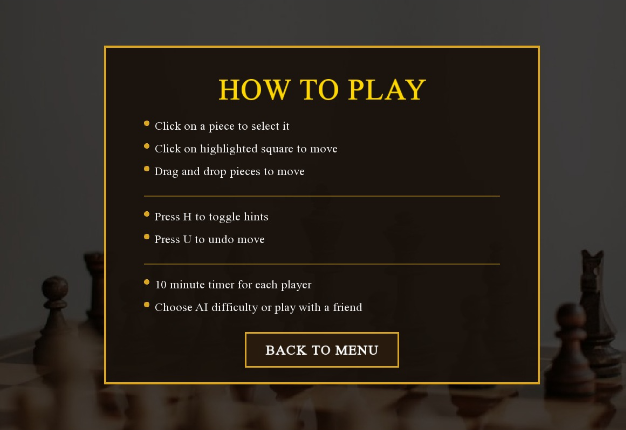 HOW TO PLAY
Click on a piece to select it
Click on highlighted square to move
Drag and drop pieces to move
Press H to toggle hints
Press U to undo move
10 minute timer for each player
Choose AI difficulty or play with a friend
BACK TO MENU